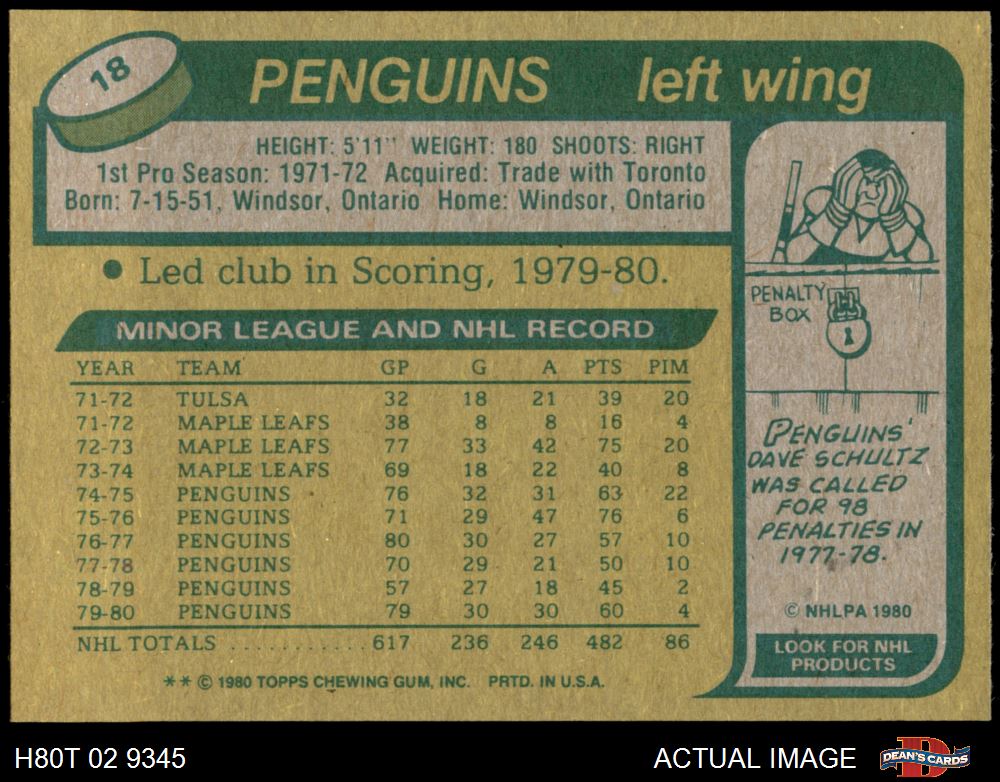 18
PENGUINS left wing
HEIGHT: 5'11" WEIGHT: 180 SHOOTS: RIGHT
1st Pro Season: 1971-72 Acquired: Trade with Toronto
Born: 7-15-51, Windsor, Ontario Home: Windsor, Ontario
• Led club in Scoring, 1979-80.
MINOR LEAGUE AND NHL RECORD
YEAR TEAM GP G A PTS PIM
71-72 TULSA 32 18 21 39 20
71-72 MAPLE LEAFS 38 8 8 16 4
72-73 MAPLE LEAFS 77 33 42 75 20
73-74 MAPLE LEAFS 69 18 22 40 8
74-75 PENGUINS 76 32 31 63 22
75-76 PENGUINS 71 29 47 76 6
76-77 PENGUINS 80 30 27 57 10
77-78 PENGUINS 70 29 21 50 10
78-79 PENGUINS 57 27 18 45 2
79-80 PENGUINS 79 30 30 60 4
NHL TOTALS ........... 617 236 246 482 86
** © 1980 TOPPS CHEWING GUM, INC. PRTD. IN U.S.A.
PENALTY
BOX
PENGUINS'
DAVE SCHULTZ
WAS CALLED
FOR 98
PENALTIES IN
1977-78.
© NHLPA 1980
LOOK FOR NHL
PRODUCTS
H80T 02 9345
ACTUAL IMAGE
DEAN'S CARDS